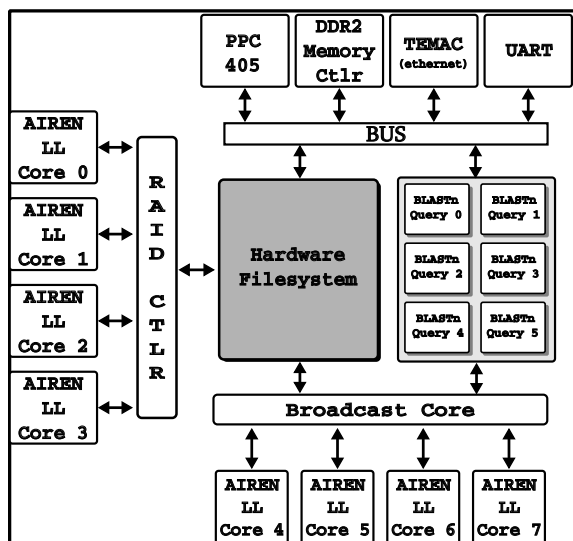 PPC
405
DDR2
Memory
Ctlr
TEMAC
(ethernet)
UART
BUS
AIREN
LL
Core 0
AIREN
LL
Core 1
AIREN
LL
Core 2
AIREN
LL
Core 3
RAID CTLR
Hardware
Filesystem
BLASTn
Query 0
BLASTn
Query 1
BLASTn
Query 2
BLASTn
Query 3
BLASTn
Query 4
BLASTn
Query 5
Broadcast Core
AIREN
LL
Core 4
AIREN
LL
Core 5
AIREN
LL
Core 6
AIREN
LL
Core 7